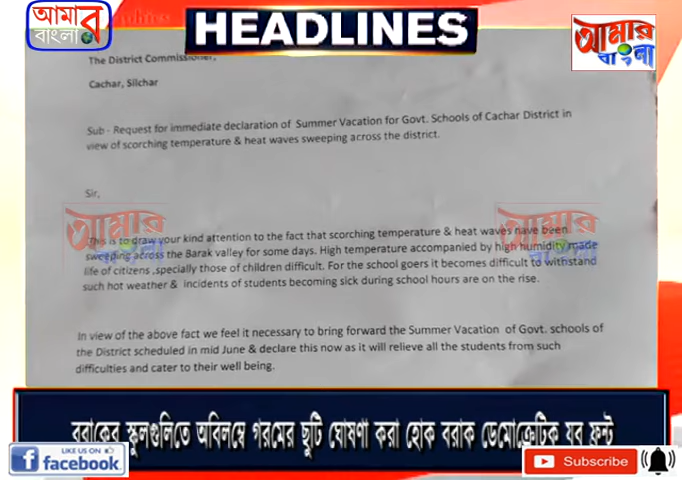 আমার
বাংলা
HEADLINES
আমার
বাংলা
The District Commissioner,
Cachar, Silchar
Sub - Request for immediate declaration of Summer Vacation for Govt. Schools of Cachar District in
view of scorching temperature & heat waves sweeping across the district.
Sir,
This is to draw your kind attention to the fact that scorching temperature & heat waves have been
sweeping across the Barak valley for some days. High temperature accompanied by high humidity made
life of citizens ,specially those of children difficult. For the school goers it becomes difficult to withstand
such hot weather & incidents of students becoming sick during school hours are on the rise.
আমার
বাংলা
আমার
বাংলা
In view of the above fact we feel it necessary to bring forward the Summer Vacation of Govt. schools of
the District scheduled in mid June & declare this now as it will relieve all the students from such
difficulties and cater to their well being.
বরাকের স্কুলগুলিতে অবিলম্বে গরমের ছুটি ঘোষণা করা হোক বরাক ডেমোক্রেটিক যুব ফ্রন্ট
LIKE US ON
facebook
Subscribe